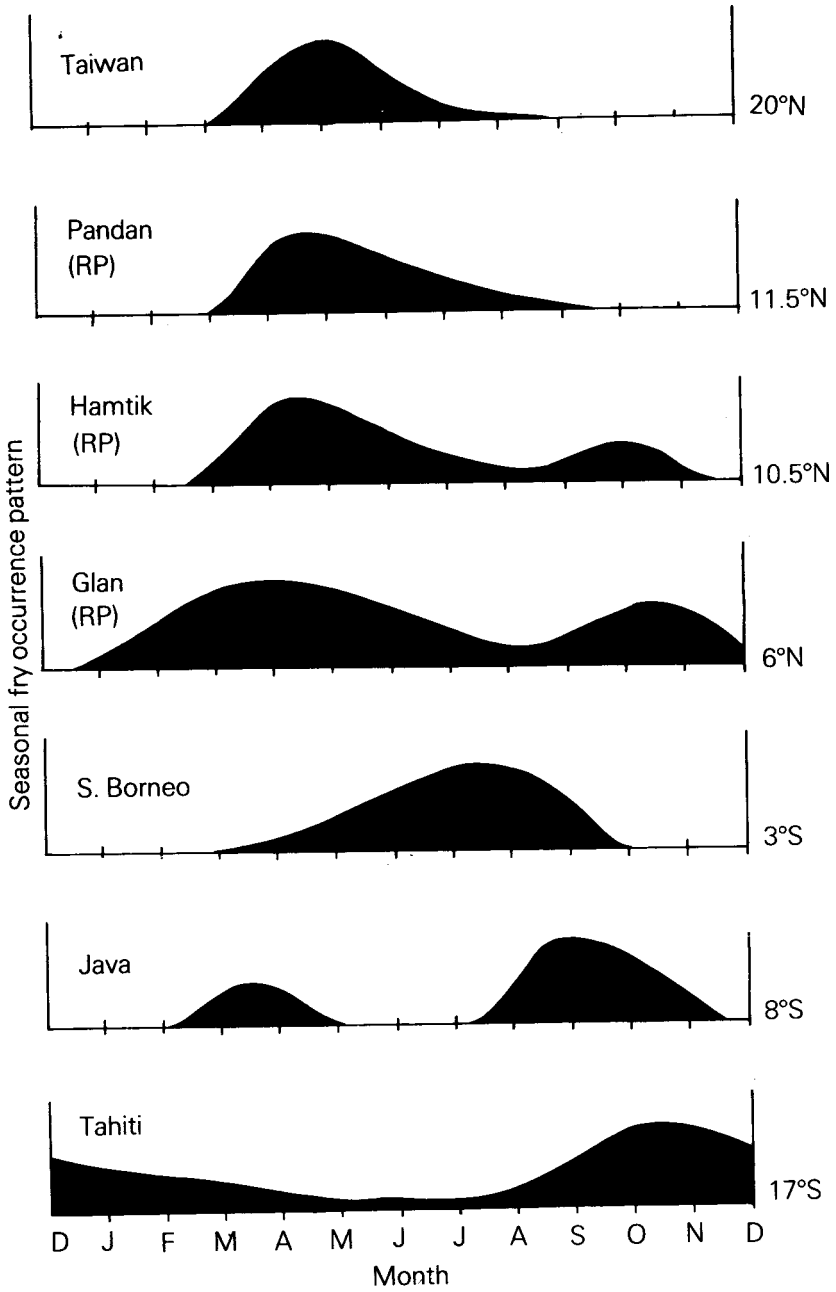 Taiwan
20°N
Pandan
(RP)
11.5°N
Hamtik
(RP)
10.5°N
Glan
(RP)
6°N
S. Borneo
3°S
Java
8°S
Tahiti
17°S
D J F M A M J J A S O N D
Month
Seasonal fry occurrence pattern